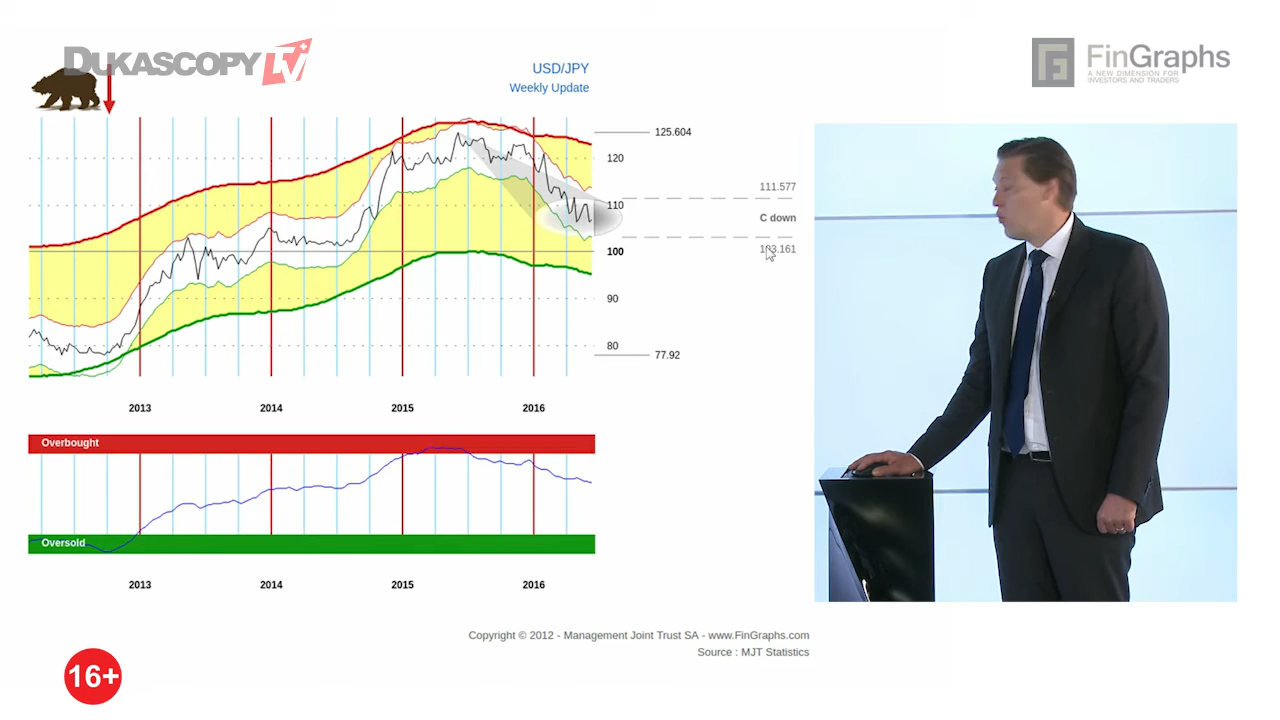 DUKASCOPY TV
USD/JPY
Weekly Update
FinGraphs
A NEW DIMENSION FOR
INVESTORS AND TRADERS
125.604
120
111.577
110
C down
100
103.161
90
80
77.92
2013
2014
2015
2016
Overbought
Oversold
2013
2014
2015
2016
Copyright © 2012 - Management Joint Trust SA - www.FinGraphs.com
Source : MJT Statistics
16+